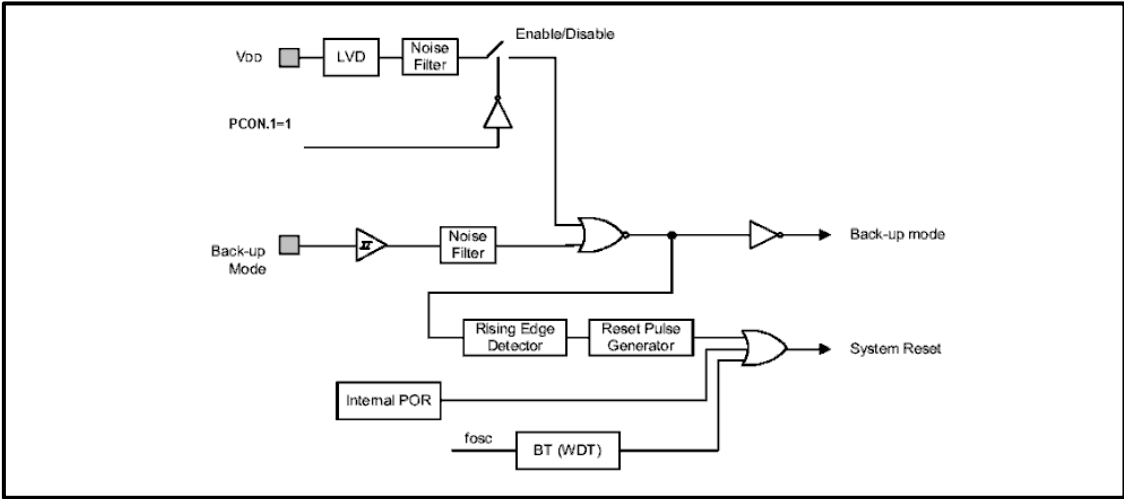 Enable/Disable
VDD
LVD
Noise
Filter
PCON.1=1
Back-up
Mode
Noise
Filter
Back-up mode
Rising Edge
Detector
Reset Pulse
Generator
System Reset
Internal POR
fosc
BT (WDT)